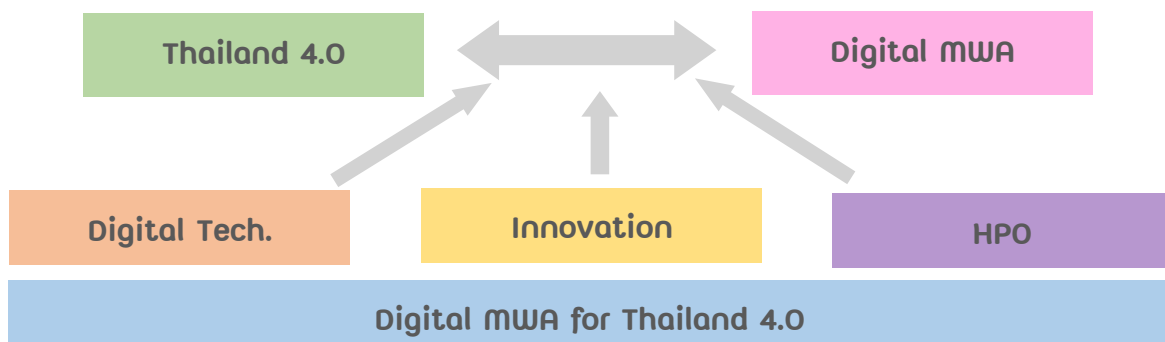 Thailand 4.0
Digital MWA
Digital Tech.
Innovation
HPO
Digital MWA for Thailand 4.0